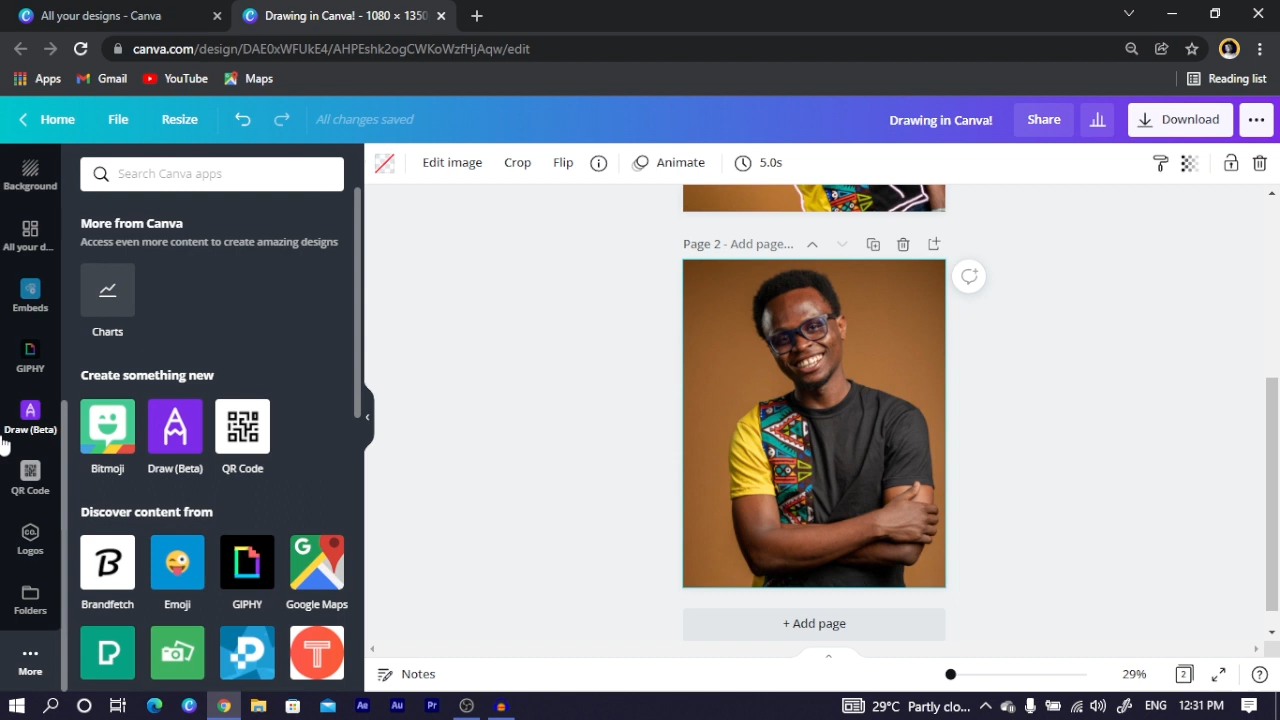 All your designs - Canva
Drawing in Canva! - 1080 × 1350
canva.com/design/DAE0xWFUkE4/AHPEshk2ogCWKoWzfHjAqw/edit
Apps
Gmail
YouTube
Maps
Reading list
Home
File
Resize
All changes saved
Drawing in Canva!
Share
Download
Edit image
Crop
Flip
Animate
5.0s
Background
All your d...
Embeds
GIPHY
Draw (Beta)
QR Code
CO.
Logos
Folders
More
Search Canva apps
More from Canva
Access even more content to create amazing designs
Charts
Create something new
Bitmoji
Draw (Beta)
QR Code
Discover content from
B
G
Brandfetch
Emoji
GIPHY
Google Maps
Page 2 - Add page...
+ Add page
Notes
29%
2
Ae
Au
Pr
29°C Partly clo...
ENG
12:31 PM